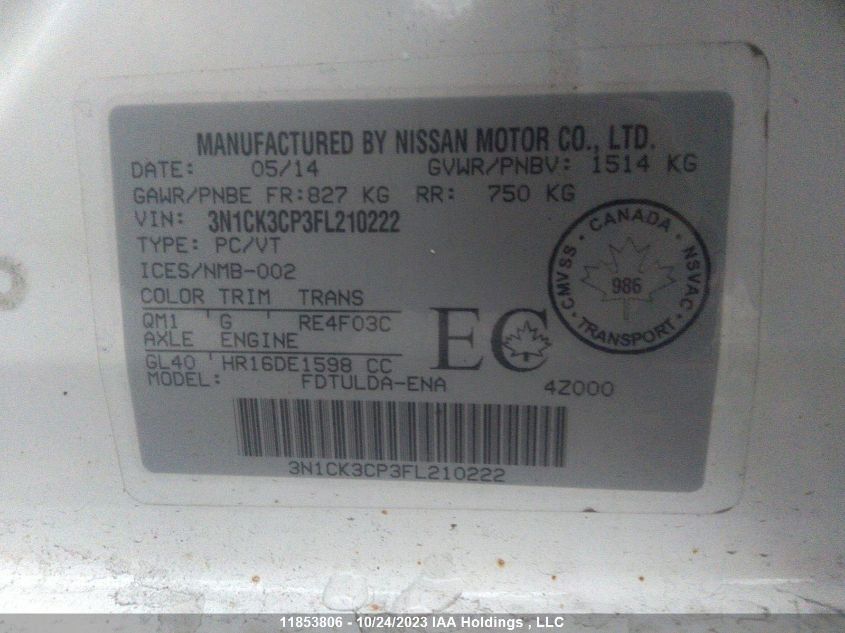 MANUFACTURED BY NISSAN MOTOR CO., LTD.
DATE: 05/14 GVWR/PNBV: 1514 KG
GAWR/PNBE FR:827 KG RR: 750 KG
VIN: 3N1CK3CP3FL210222
TYPE: PC/VT
ICES/NMB-002
COLOR TRIM TRANS
QM1 G RE4F03C
AXLE ENGINE
GL40 HR16DE1598 CC
MODEL: FDTULDA-ENA 4Z000
EC
CANADA
CMVSS 986 NSVAC
TRANSPORT
3N1CK3CP3FL210222
11853806 - 10/24/2023 IAA Holdings , LLC